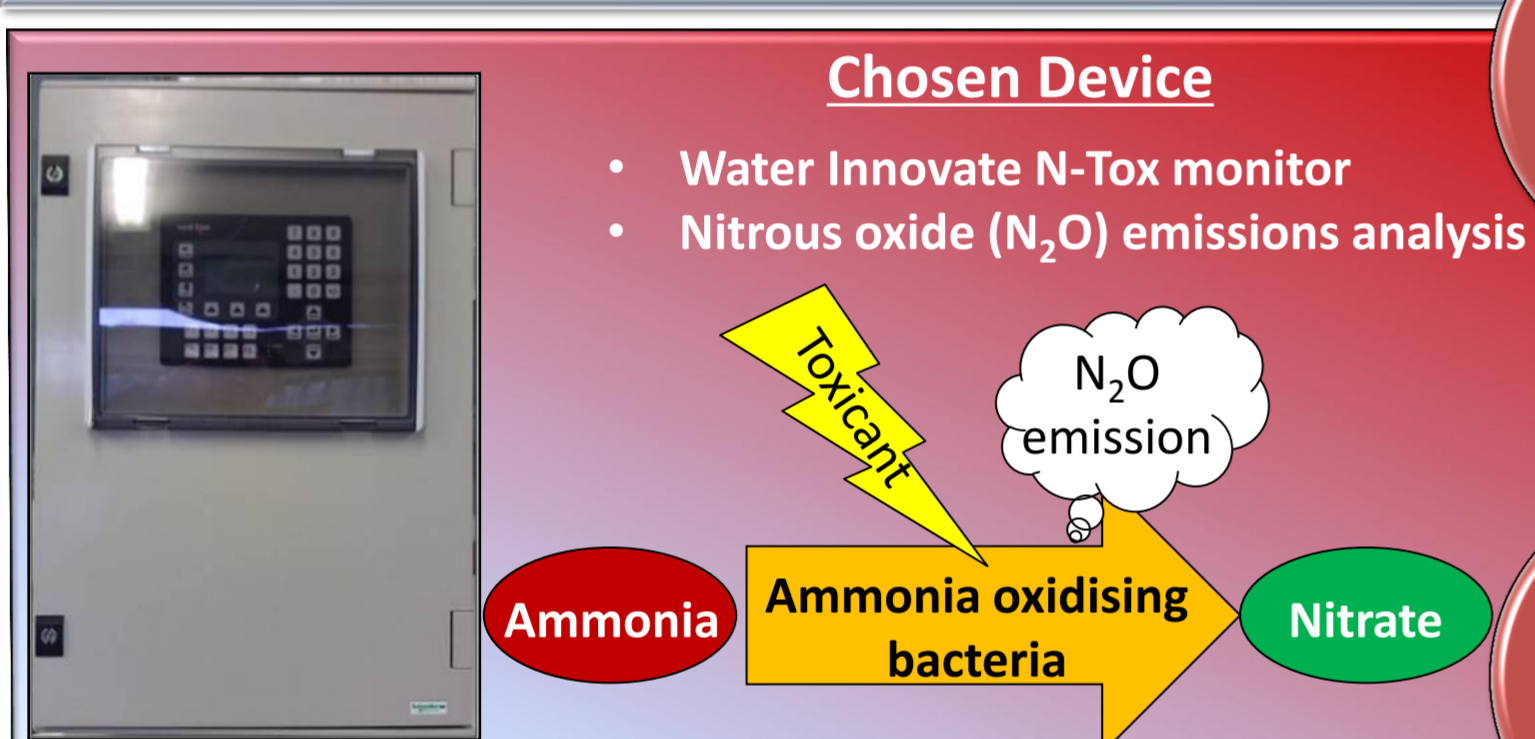 Chosen Device
• Water Innovate N-Tox monitor
• Nitrous oxide (N₂O) emissions analysis
Toxicant
N₂O
emission
Ammonia
Ammonia oxidising
bacteria
Nitrate